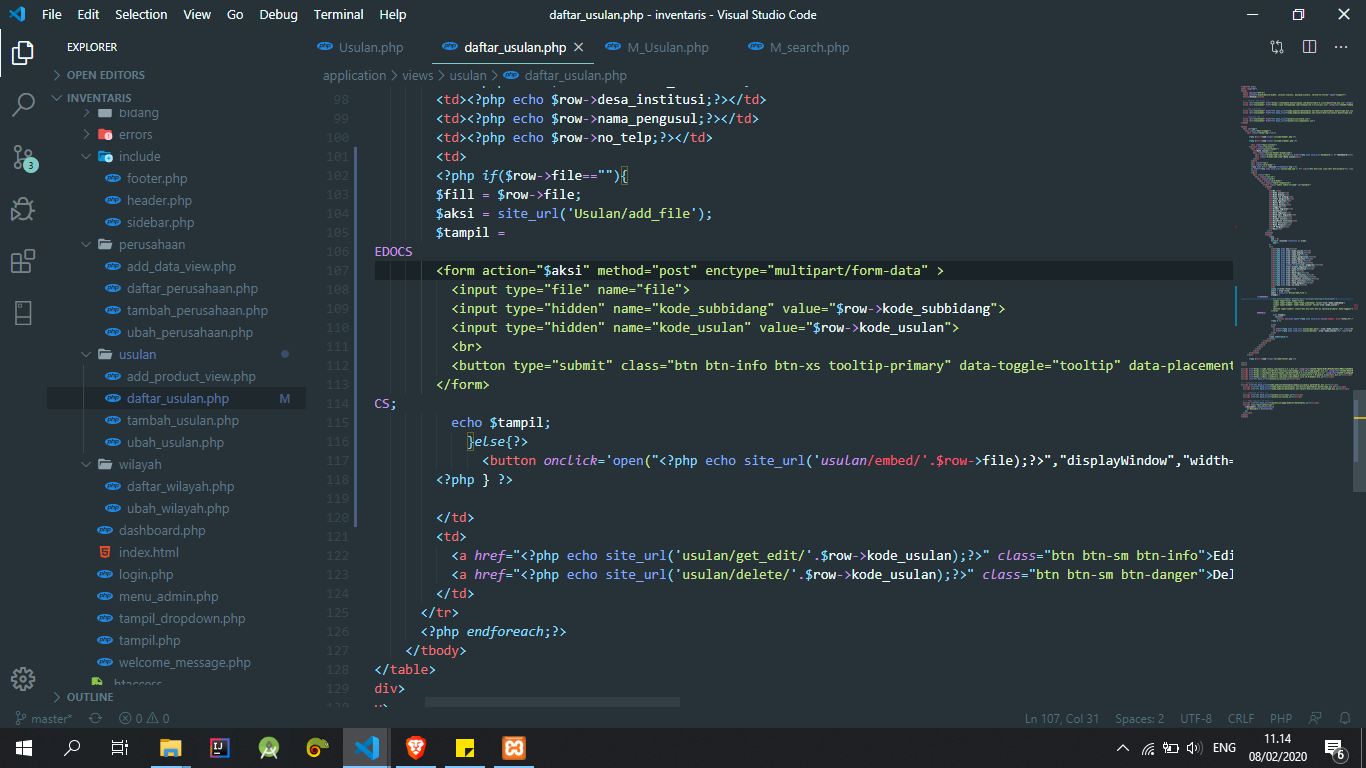 File Edit Selection View Go Debug Terminal Help
daftar_usulan.php - inventaris - Visual Studio Code
EXPLORER
OPEN EDITORS
INVENTARIS
bidang
errors
include
footer.php
header.php
sidebar.php
perusahaan
add_data_view.php
daftar_perusahaan.php
tambah_perusahaan.php
ubah_perusahaan.php
usulan
add_product_view.php
daftar_usulan.php M
tambah_usulan.php
ubah_usulan.php
wilayah
daftar_wilayah.php
ubah_wilayah.php
dashboard.php
index.html
login.php
menu_admin.php
tampil_dropdown.php
tampil.php
welcome_message.php
.htaccess
OUTLINE
3
Usulan.php daftar_usulan.php M_Usulan.php M_search.php
application > views > usulan > daftar_usulan.php
98 <td><?php echo $row->desa_institusi;?></td>
99 <td><?php echo $row->nama_pengusul;?></td>
100 <td><?php echo $row->no_telp;?></td>
101 <td>
102 <?php if($row->file==""){
103 $fill = $row->file;
104 $aksi = site_url('Usulan/add_file');
105 $tampil =
106 EDOCS
107 <form action="$aksi" method="post" enctype="multipart/form-data" >
108 <input type="file" name="file">
109 <input type="hidden" name="kode_subbidang" value="$row->kode_subbidang">
110 <input type="hidden" name="kode_usulan" value="$row->kode_usulan">
111 <br>
112 <button type="submit" class="btn btn-info btn-xs tooltip-primary" data-toggle="tooltip" data-placement
113 </form>
114 CS;
115 echo $tampil;
116 }else{?>
117 <button onclick='open("<?php echo site_url('usulan/embed/'.$row->file);?>","displayWindow","width=
118 <?php } ?>
119
120 </td>
121 <td>
122 <a href="<?php echo site_url('usulan/get_edit/'.$row->kode_usulan);?>" class="btn btn-sm btn-info">Edi
123 <a href="<?php echo site_url('usulan/delete/'.$row->kode_usulan);?>" class="btn btn-sm btn-danger">Del
124 </td>
125 </tr>
126 <?php endforeach;?>
127 </tbody>
128 </table>
129 div>
master* 0 0
Ln 107, Col 31 Spaces: 2 UTF-8 CRLF PHP
ENG
11.14
08/02/2020
6